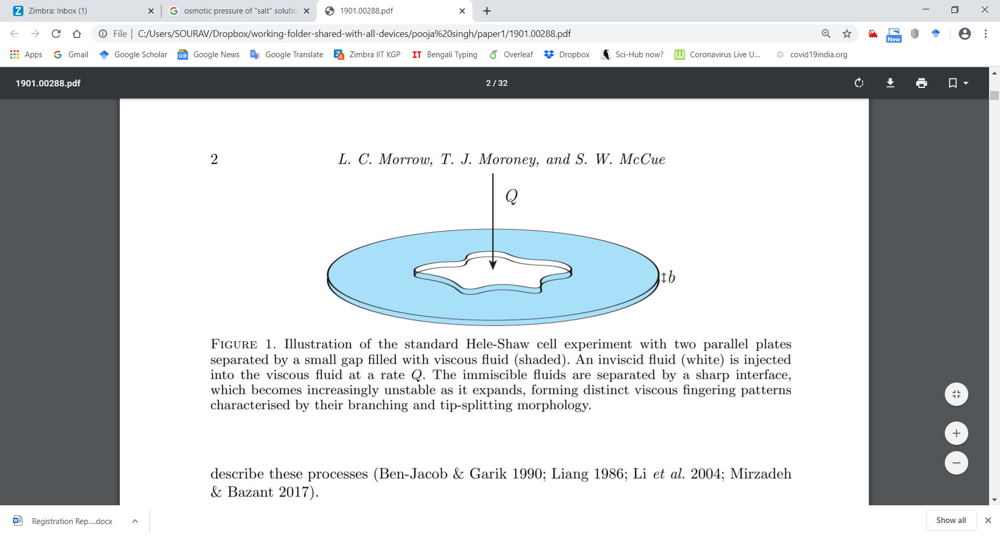 Zimbra: Inbox (1)
osmotic pressure of "salt" solutio
1901.00288.pdf
File | C:/Users/SOURAV/Dropbox/working-folder-shared-with-all-devices/pooja%20singh/paper1/1901.00288.pdf
New
Apps Gmail Google Scholar Google News Google Translate Zimbra IIT KGP IT Bengali Typing Overleaf Dropbox Sci-Hub now? Coronavirus Live U... covid19india.org
1901.00288.pdf 2 / 32
2 L. C. Morrow, T. J. Moroney, and S. W. McCue
Q
b
FIGURE 1. Illustration of the standard Hele-Shaw cell experiment with two parallel plates
separated by a small gap filled with viscous fluid (shaded). An inviscid fluid (white) is injected
into the viscous fluid at a rate Q. The immiscible fluids are separated by a sharp interface,
which becomes increasingly unstable as it expands, forming distinct viscous fingering patterns
characterised by their branching and tip-splitting morphology.
describe these processes (Ben-Jacob & Garik 1990; Liang 1986; Li et al. 2004; Mirzadeh
& Bazant 2017).
Registration Rep....docx
Show all